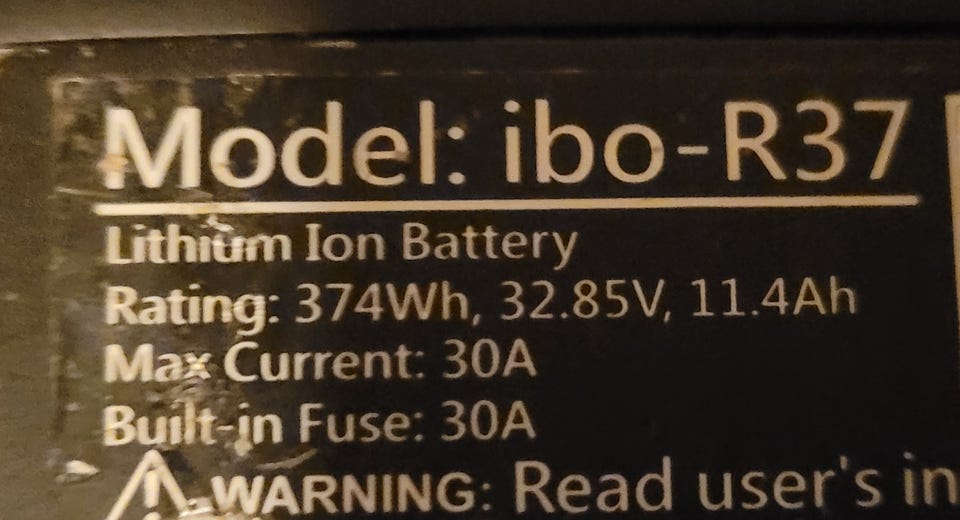 Model: ibo-R37
Lithium Ion Battery
Rating: 374Wh, 32.85V, 11.4Ah
Max Current: 30A
Built-in Fuse: 30A
WARNING: Read user's in